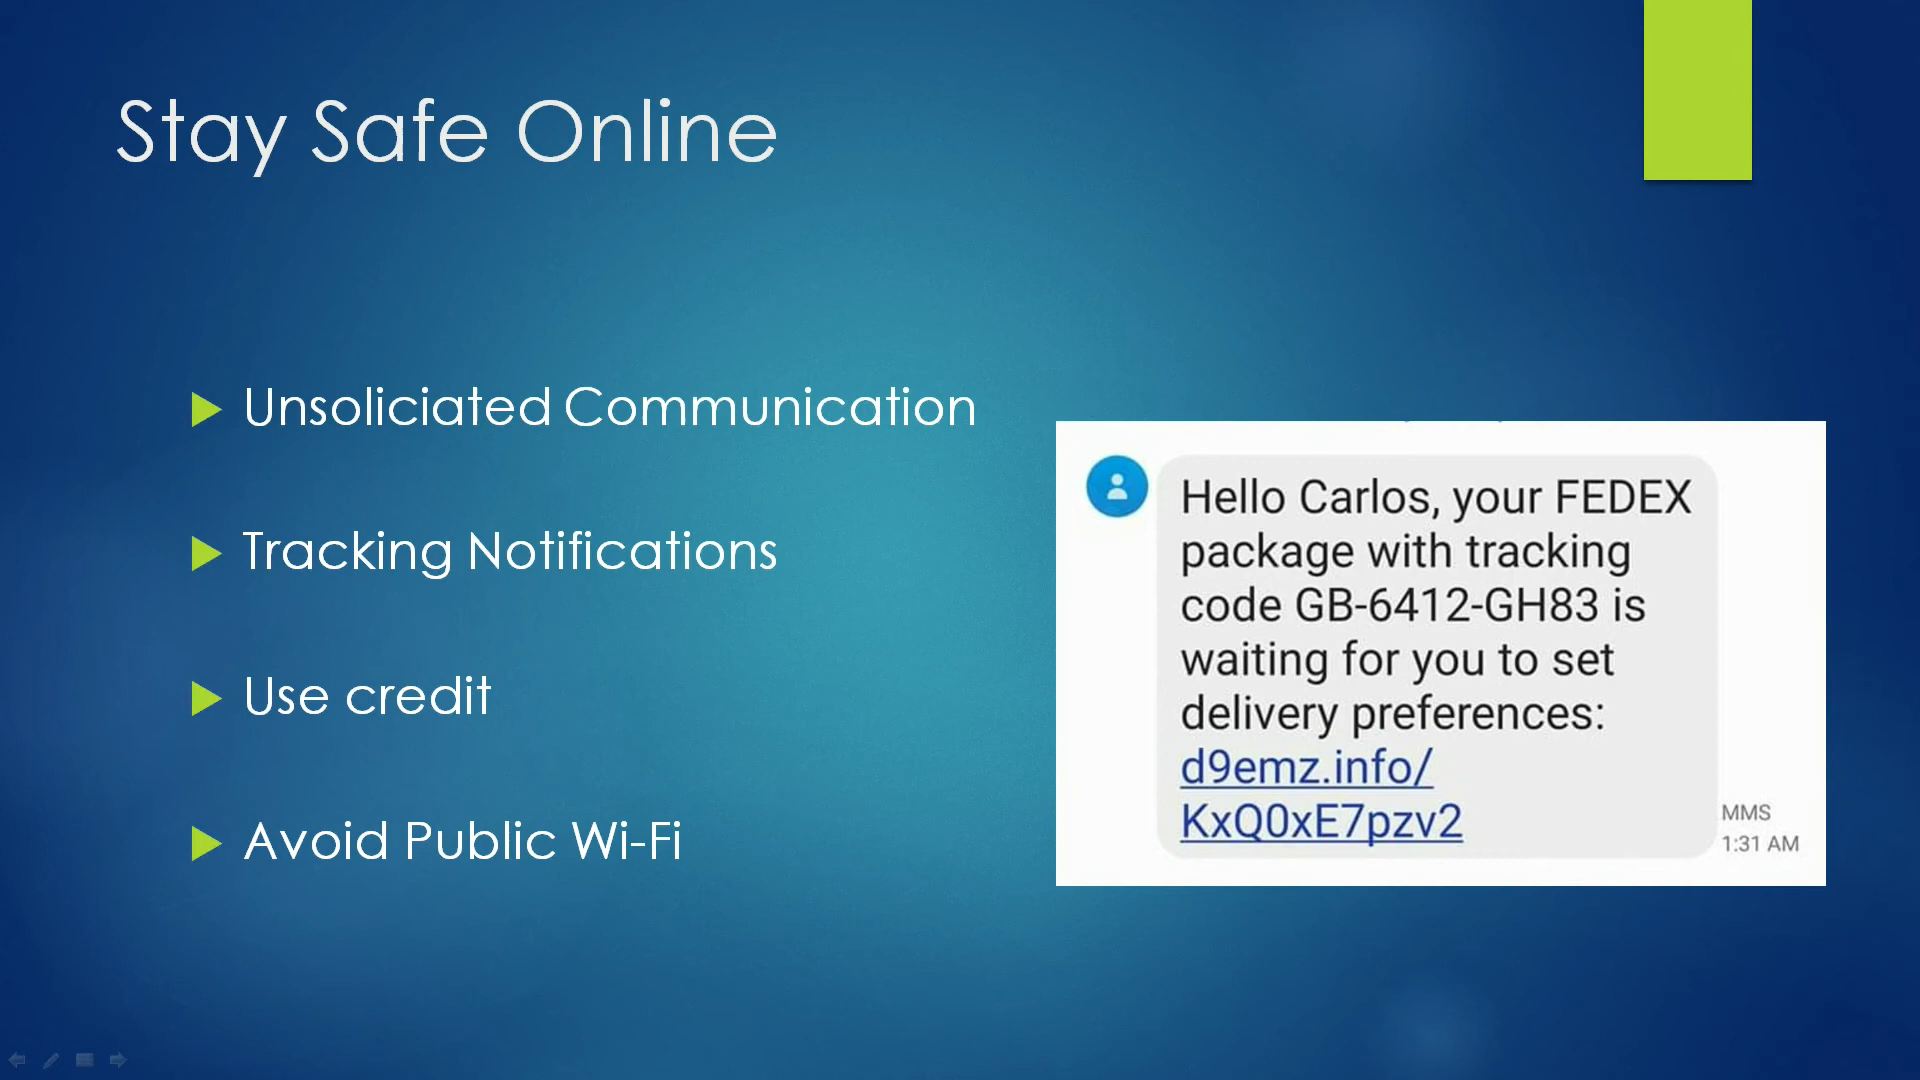 Stay Safe Online
Unsoliciated Communication
Tracking Notifications
Use credit
Avoid Public Wi-Fi
Hello Carlos, your FEDEX
package with tracking
code GB-6412-GH83 is
waiting for you to set
delivery preferences:
d9emz.info/
KxQ0xE7pzv2
MMS
1:31 AM